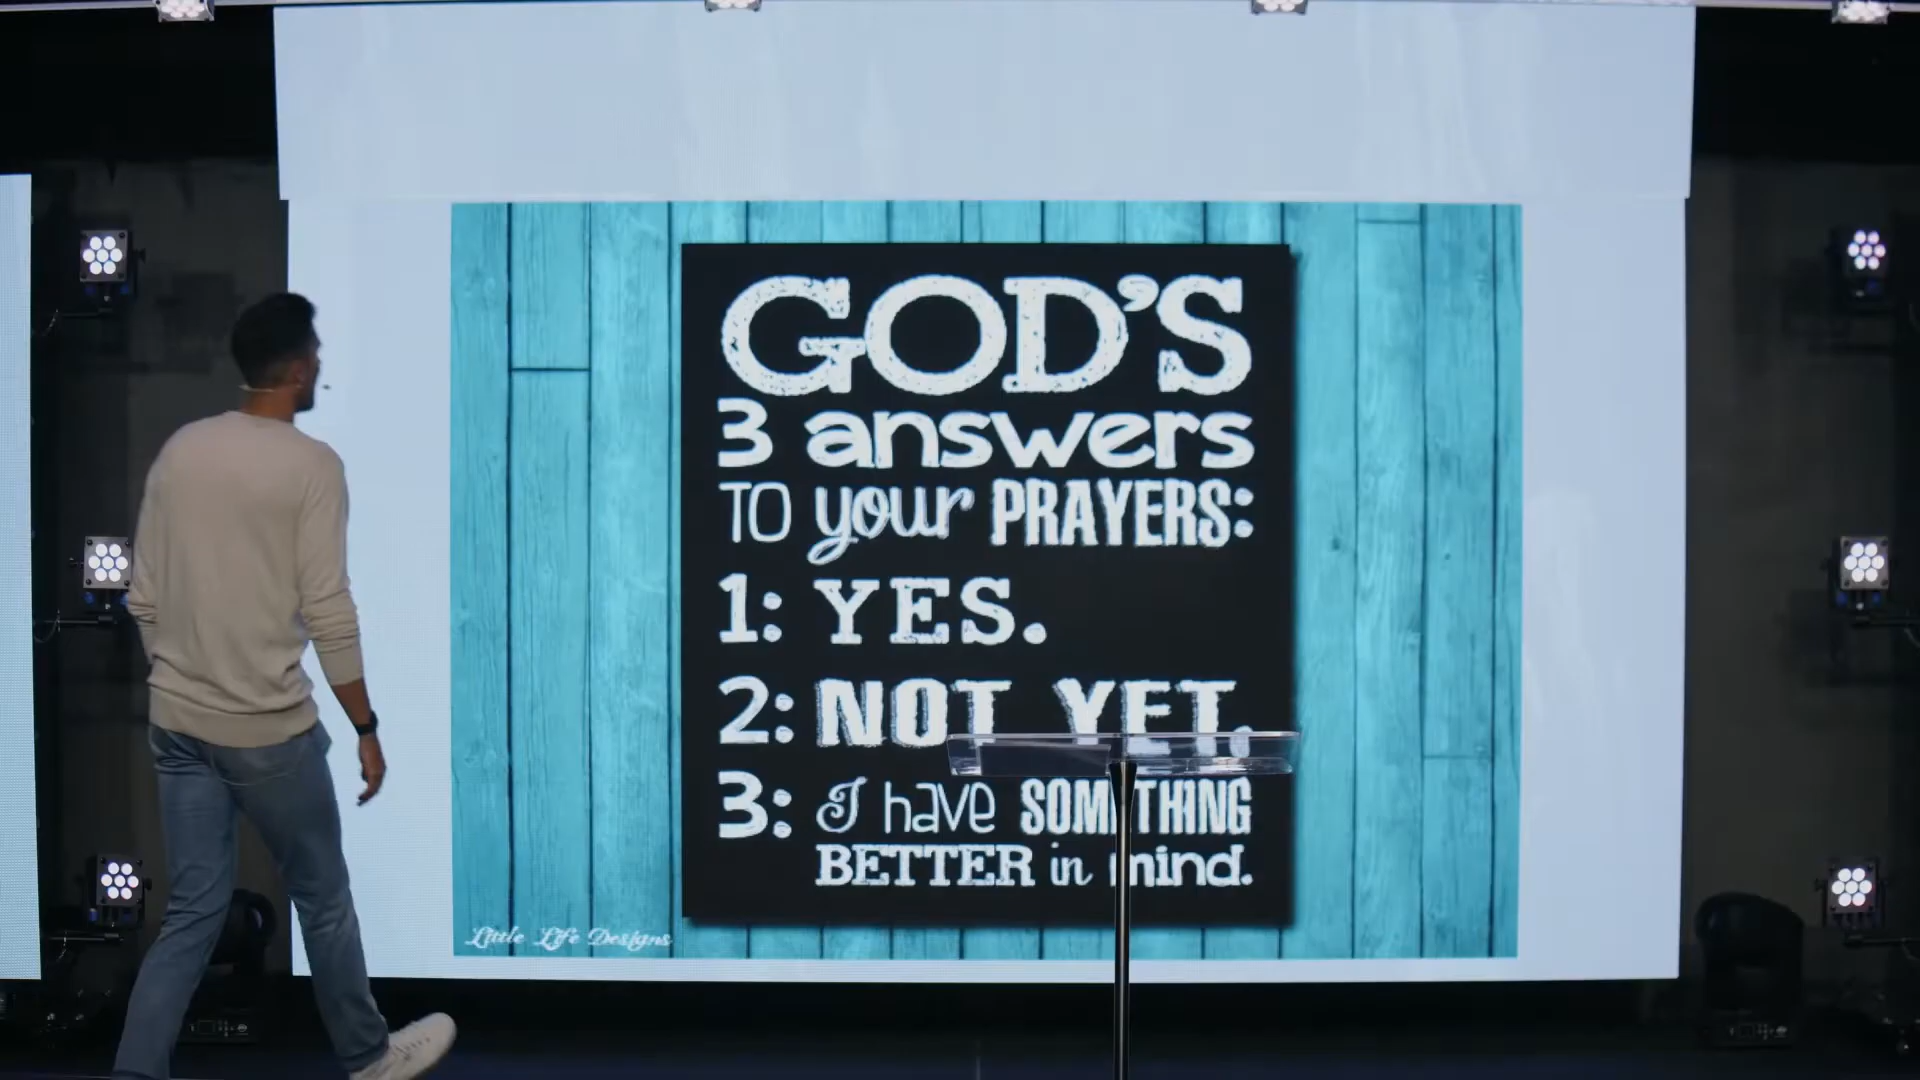 GOD'S
3 answers
TO your PRAYERS:
1: YES.
2: NOT YET.
3: I have SOMETHING
BETTER in mind.
Little Life Designs